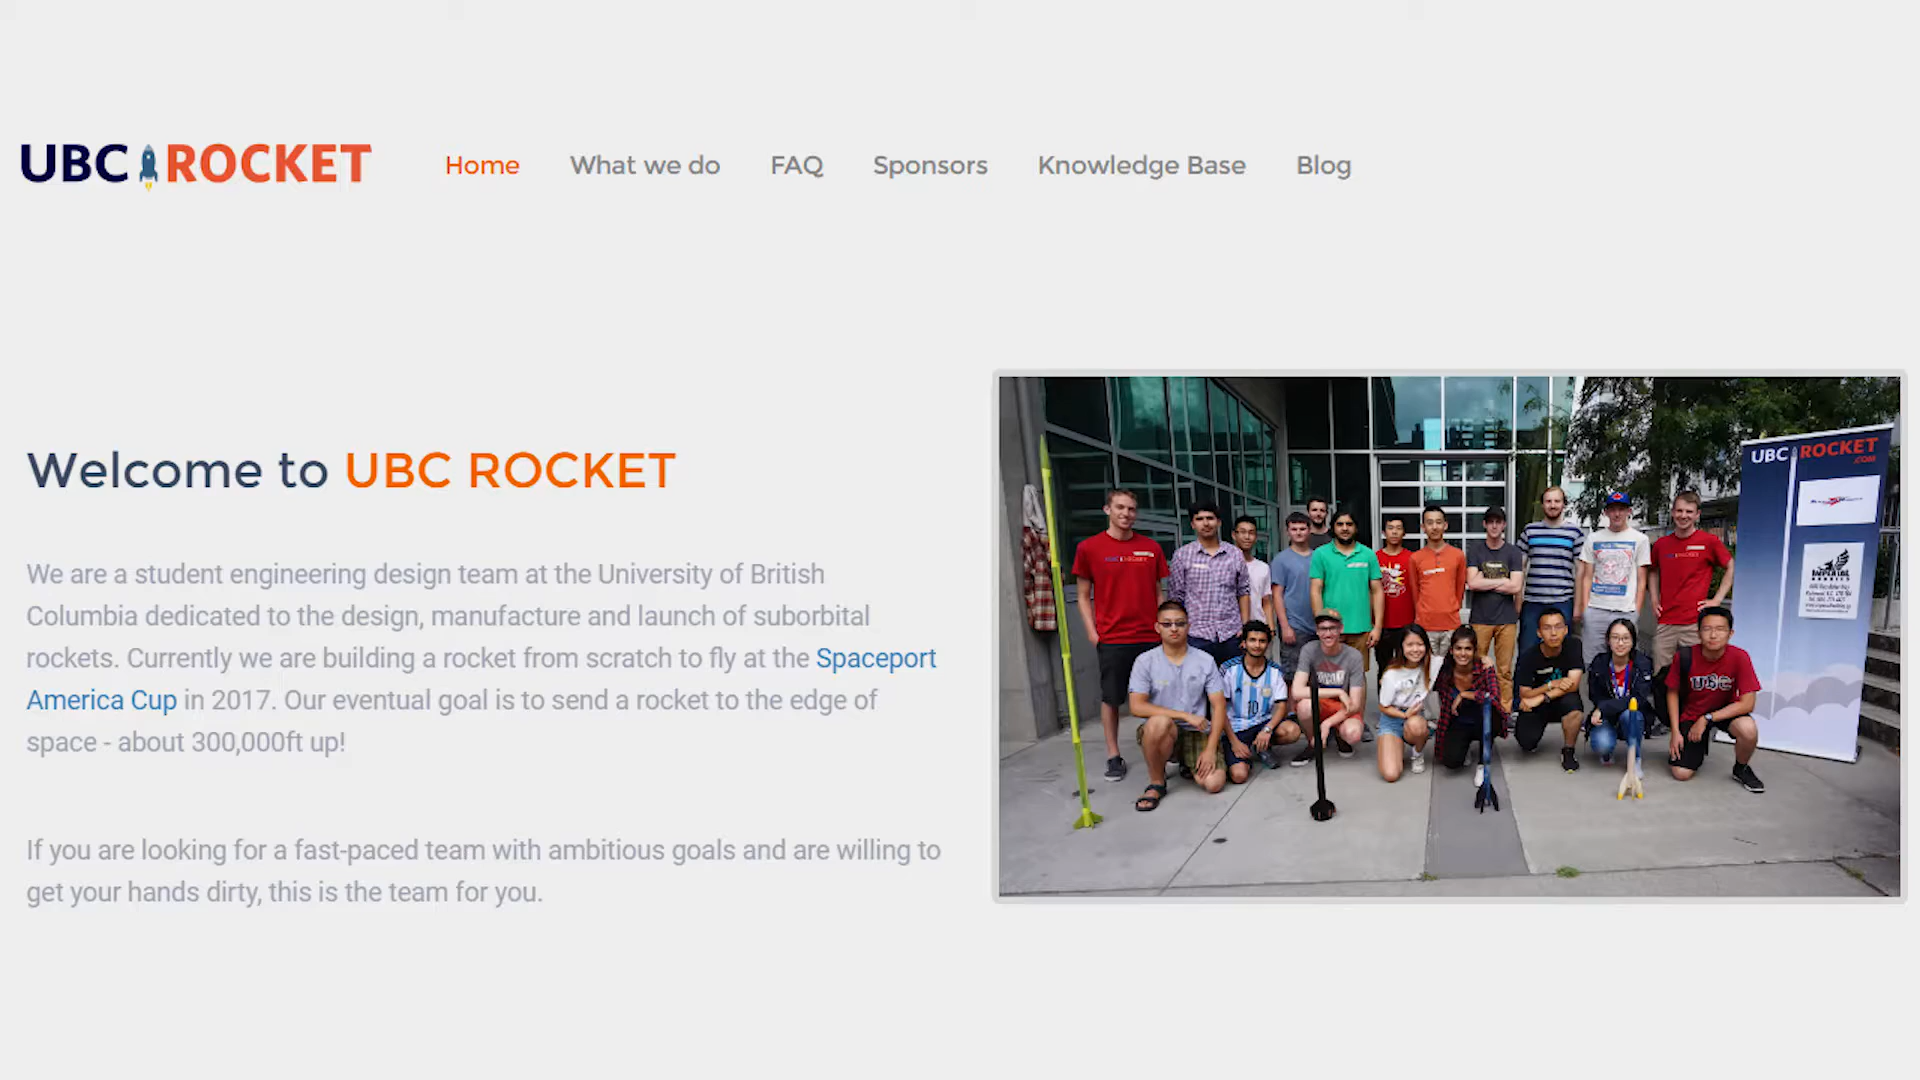 UBC ROCKET
Home
What we do
FAQ
Sponsors
Knowledge Base
Blog
Welcome to UBC ROCKET
We are a student engineering design team at the University of British
Columbia dedicated to the design, manufacture and launch of suborbital
rockets. Currently we are building a rocket from scratch to fly at the Spaceport
America Cup in 2017. Our eventual goal is to send a rocket to the edge of
space - about 300,000ft up!
If you are looking for a fast-paced team with ambitious goals and are willing to
get your hands dirty, this is the team for you.
UBC ROCKET
.COM
IMPERIAL
10
UBC